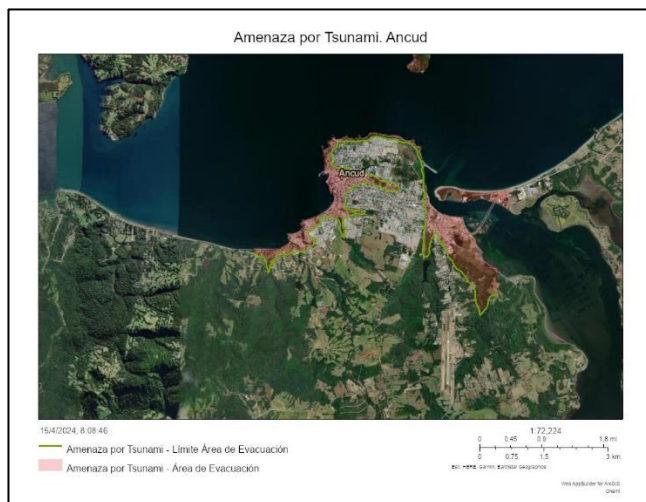 Amenaza por Tsunami. Ancud
Ancud
15/4/2024, 8:08:46
Amenaza por Tsunami - Límite Área de Evacuación
Amenaza por Tsunami - Área de Evacuación
1:72,224
0 0.45 0.9 1.8 mi
0 0.75 1.5 3 km
Esri, HERE, Garmin, Earthstar Geographics
Web AppBuilder for ArcGIS